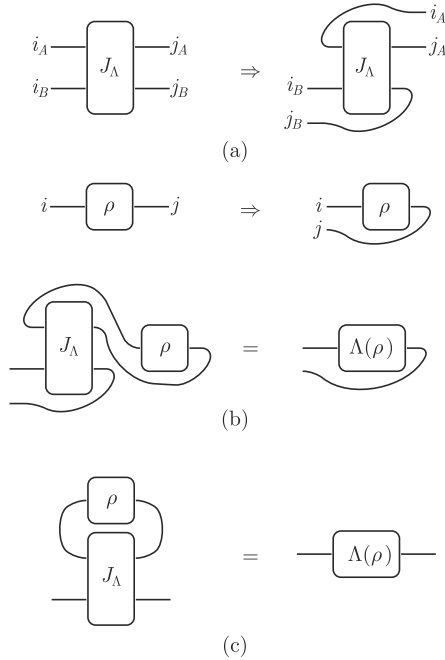 i_A j_A i_A
J_Λ ⇒ J_Λ j_A
i_B j_B i_B
j_B
(a)
i ρ j ⇒ i ρ
j
J_Λ ρ = Λ(ρ)
(b)
ρ
J_Λ = Λ(ρ)
(c)